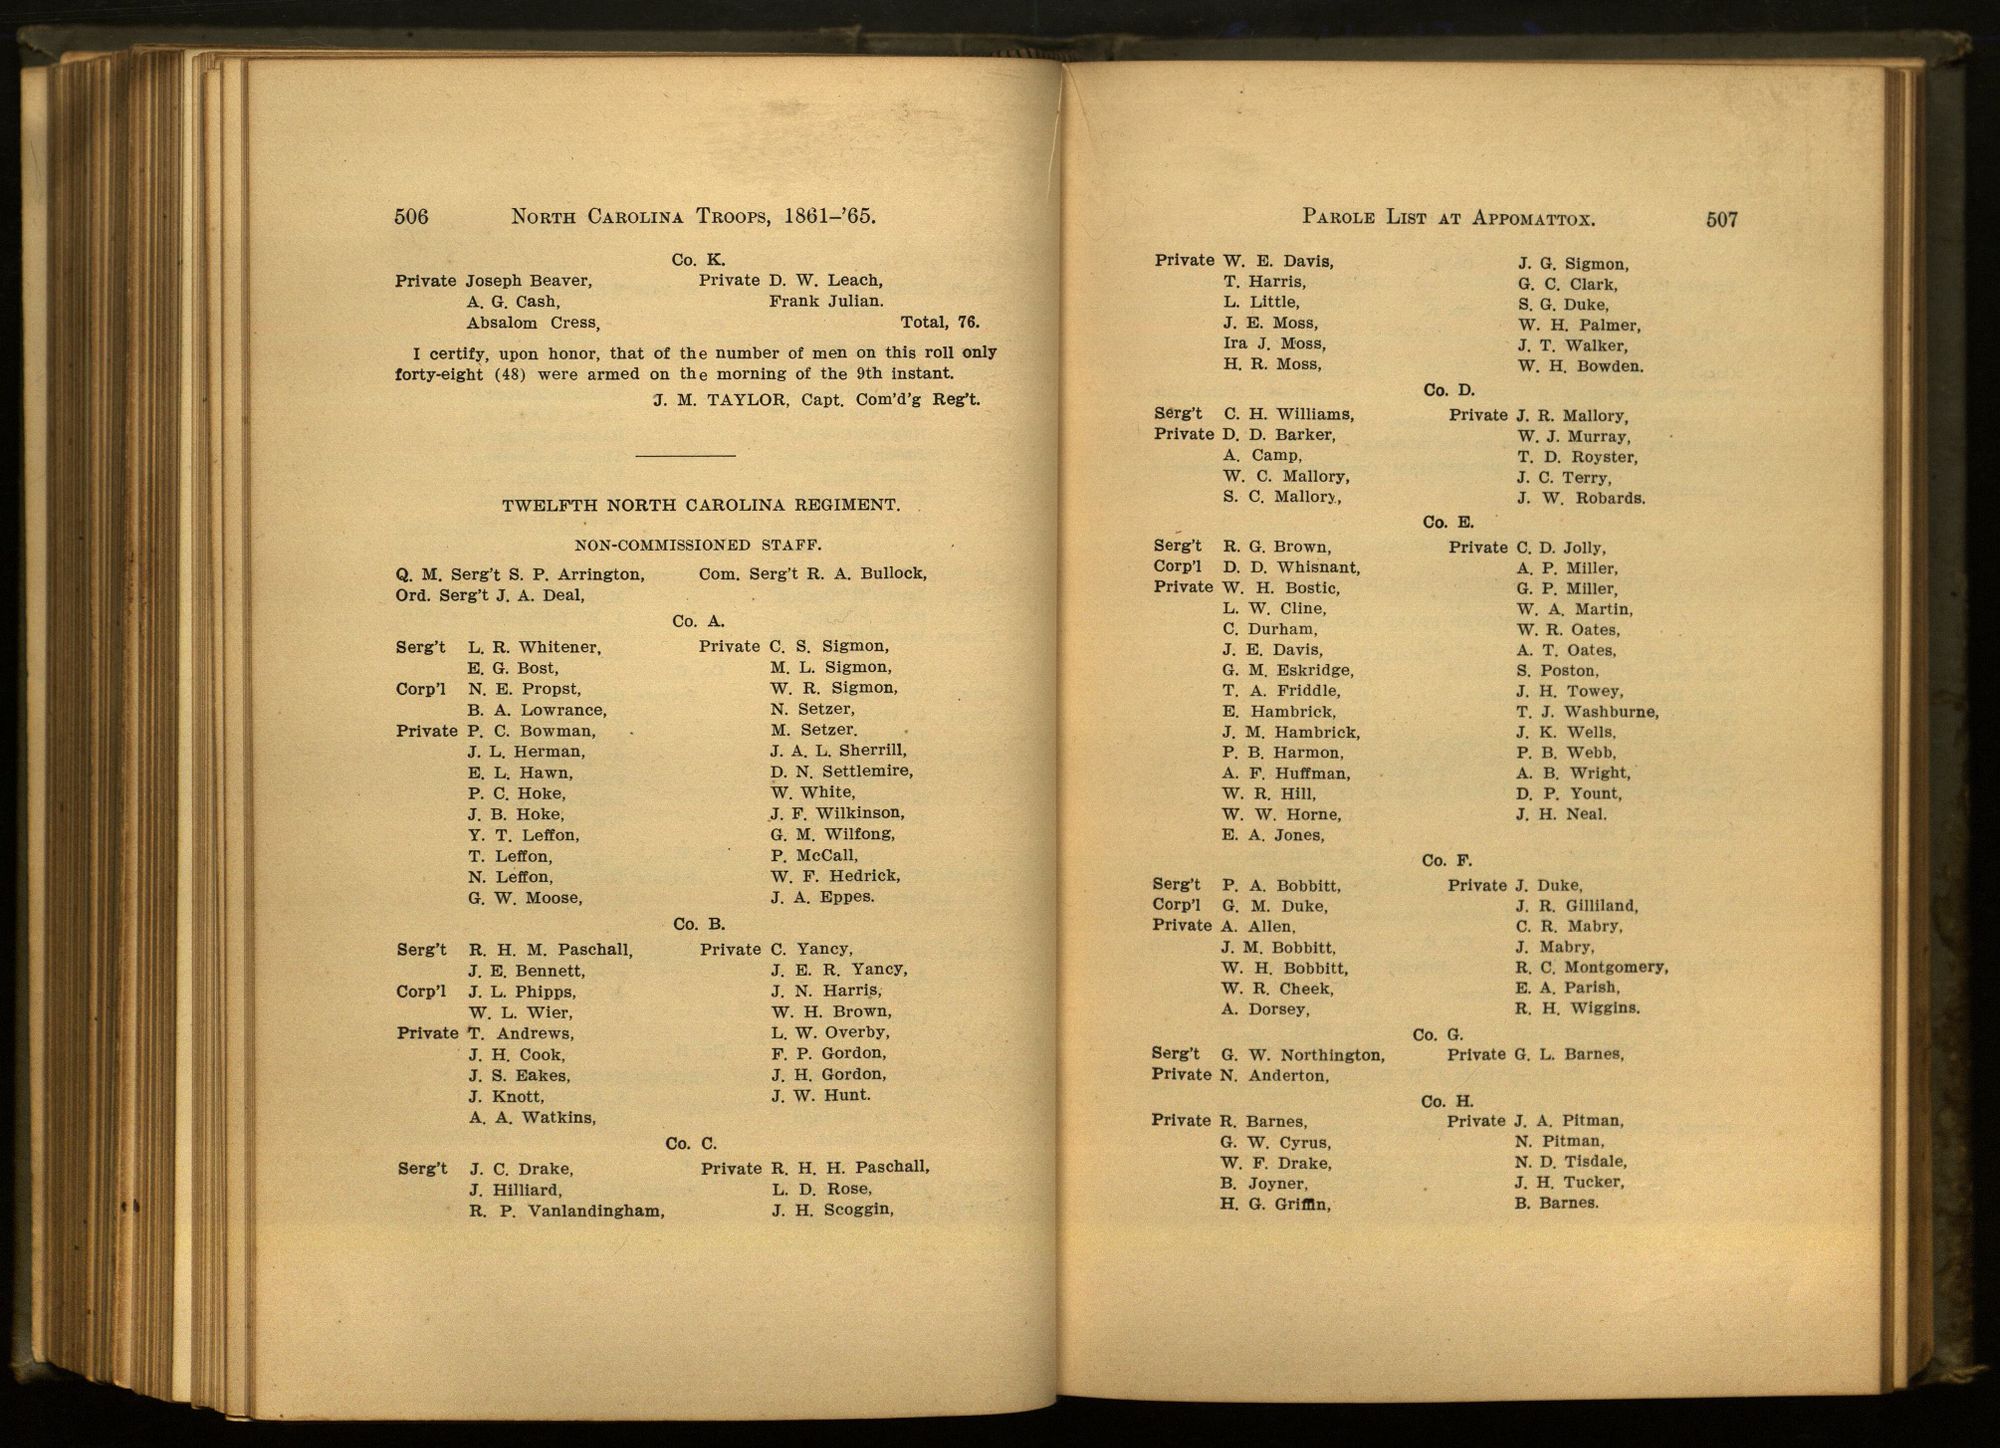 506 North Carolina Troops, 1861–'65.
Co. K.
Private Joseph Beaver, Private D. W. Leach,
A. G. Cash, Frank Julian.
Absalom Cress, Total, 76.
I certify, upon honor, that of the number of men on this roll only
forty-eight (48) were armed on the morning of the 9th instant.
J. M. TAYLOR, Capt. Com'd'g Reg't.
TWELFTH NORTH CAROLINA REGIMENT.
NON-COMMISSIONED STAFF.
Q. M. Serg't S. P. Arrington, Com. Serg't R. A. Bullock,
Ord. Serg't J. A. Deal,
Co. A.
Serg't L. R. Whitener, Private C. S. Sigmon,
E. G. Bost, M. L. Sigmon,
Corp'l N. E. Propst, W. R. Sigmon,
B. A. Lowrance, N. Setzer,
Private P. C. Bowman, M. Setzer.
J. L. Herman, J. A. L. Sherrill,
E. L. Hawn, D. N. Settlemire,
P. C. Hoke, W. White,
J. B. Hoke, J. F. Wilkinson,
Y. T. Leffon, G. M. Wilfong,
T. Leffon, P. McCall,
N. Leffon, W. F. Hedrick,
G. W. Moose, J. A. Eppes.
Co. B.
Serg't R. H. M. Paschall, Private C. Yancy,
J. E. Bennett, J. E. R. Yancy,
Corp'l J. L. Phipps, J. N. Harris,
W. L. Wier, W. H. Brown,
Private T. Andrews, L. W. Overby,
J. H. Cook, F. P. Gordon,
J. S. Eakes, J. H. Gordon,
J. Knott, J. W. Hunt.
A. A. Watkins,
Co. C.
Serg't J. C. Drake, Private R. H. H. Paschall,
J. Hilliard, L. D. Rose,
R. P. Vanlandingham, J. H. Scoggin,
Parole List at Appomattox. 507
Private W. E. Davis, J. G. Sigmon,
T. Harris, G. C. Clark,
L. Little, S. G. Duke,
J. E. Moss, W. H. Palmer,
Ira J. Moss, J. T. Walker,
H. R. Moss, W. H. Bowden.
Co. D.
Serg't C. H. Williams, Private J. R. Mallory,
Private D. D. Barker, W. J. Murray,
A. Camp, T. D. Royster,
W. C. Mallory, J. C. Terry,
S. C. Mallory, J. W. Robards.
Co. E.
Serg't R. G. Brown, Private C. D. Jolly,
Corp'l D. D. Whisnant, A. P. Miller,
Private W. H. Bostic, G. P. Miller,
L. W. Cline, W. A. Martin,
C. Durham, W. R. Oates,
J. E. Davis, A. T. Oates,
G. M. Eskridge, S. Poston,
T. A. Friddle, J. H. Towey,
E. Hambrick, T. J. Washburne,
J. M. Hambrick, J. K. Wells,
P. B. Harmon, P. B. Webb,
A. F. Huffman, A. B. Wright,
W. R. Hill, D. P. Yount,
W. W. Horne, J. H. Neal.
E. A. Jones,
Co. F.
Serg't P. A. Bobbitt, Private J. Duke,
Corp'l G. M. Duke, J. R. Gilliland,
Private A. Allen, C. R. Mabry,
J. M. Bobbitt, J. Mabry,
W. H. Bobbitt, R. C. Montgomery,
W. R. Cheek, E. A. Parish,
A. Dorsey, R. H. Wiggins.
Co. G.
Serg't G. W. Northington, Private G. L. Barnes,
Private N. Anderton,
Co. H.
Private R. Barnes, Private J. A. Pitman,
G. W. Cyrus, N. Pitman,
W. F. Drake, N. D. Tisdale,
B. Joyner, J. H. Tucker,
H. G. Griffin, B. Barnes.